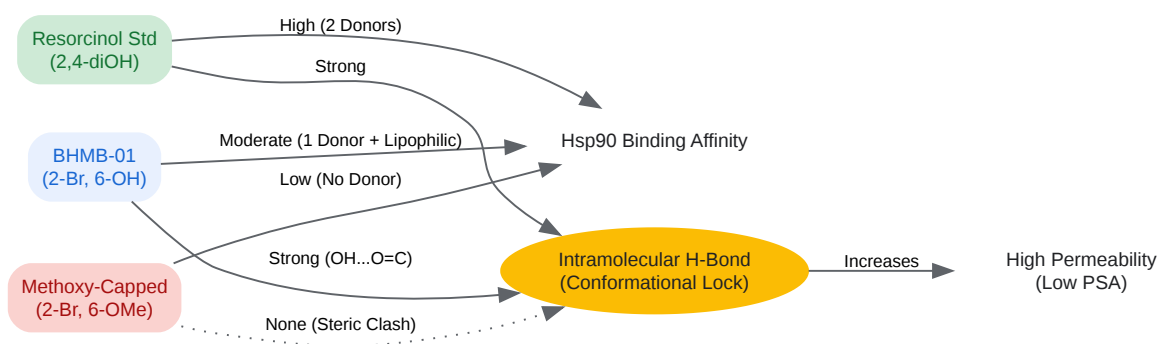 Resorcinol Std
(2,4-diOH)
High (2 Donors)
Strong
BHMB-01
(2-Br, 6-OH)
Moderate (1 Donor + Lipophilic)
Hsp90 Binding Affinity
Low (No Donor)
Methoxy-Capped
(2-Br, 6-OMe)
Strong (OH...O=C)
None (Steric Clash)
Intramolecular H-Bond
(Conformational Lock)
Increases
High Permeability
(Low PSA)